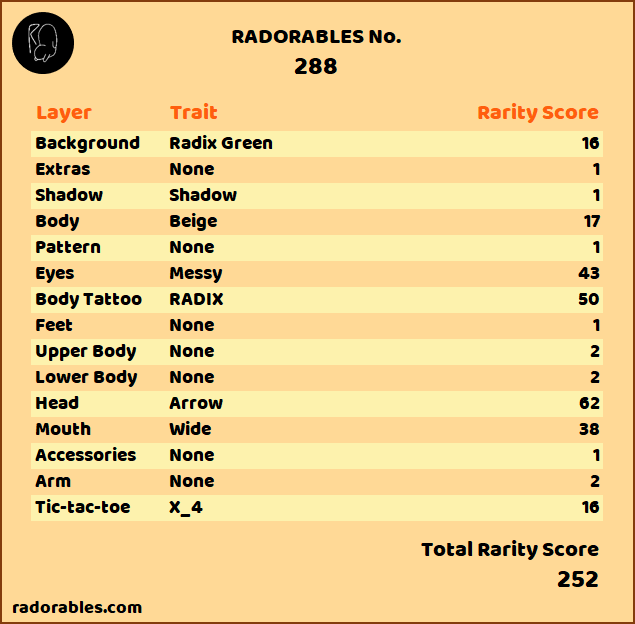 RADORABLES No.
288
Layer Trait Rarity Score
Background Radix Green 16
Extras None 1
Shadow Shadow 1
Body Beige 17
Pattern None 1
Eyes Messy 43
Body Tattoo RADIX 50
Feet None 1
Upper Body None 2
Lower Body None 2
Head Arrow 62
Mouth Wide 38
Accessories None 1
Arm None 2
Tic-tac-toe X_4 16
Total Rarity Score
252
radorables.com